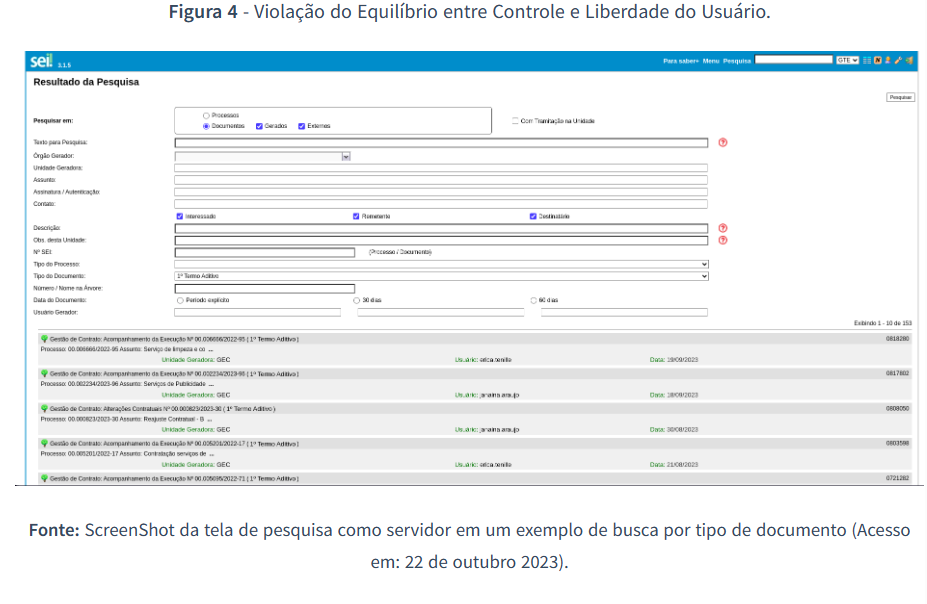 Figura 4 - Violação do Equilíbrio entre Controle e Liberdade do Usuário.
sei! 3.1.5
Para saber+ Menu Pesquisa GTE
Resultado da Pesquisa
Pesquisar
Pesquisar em:
Processos
Documentos Gerados Externos
Com Tramitação na Unidade
Texto para Pesquisa:
Órgão Gerador:
Unidade Geradora:
Assunto:
Assinatura / Autenticação:
Contato:
Interessado Remetente Destinatário
Descrição:
Obs. desta Unidade:
Nº SEI: (Processo / Documento)
Tipo do Processo:
Tipo do Documento: 1º Termo Aditivo
Número / Nome na Árvore:
Data do Documento: Período explícito 30 dias 60 dias
Usuário Gerador:
Exibindo 1 - 10 de 153
Gestão de Contrato: Acompanhamento da Execução Nº 00.006666/2022-95 ( 1º Termo Aditivo ) 0818280
Processo: 00.006666/2022-95 Assunto: Serviço de limpeza e co ...
Unidade Geradora: GEC Usuário: erica.tenille Data: 19/09/2023
Gestão de Contrato: Acompanhamento da Execução Nº 00.002234/2023-96 ( 1º Termo Aditivo ) 0817802
Processo: 00.002234/2023-96 Assunto: Serviços de Publicidade ...
Unidade Geradora: GEC Usuário: janaina.araujo Data: 18/09/2023
Gestão de Contrato: Alterações Contratuais Nº 00.000823/2023-30 ( 1º Termo Aditivo ) 0808050
Processo: 00.000823/2023-30 Assunto: Reajuste Contratual - B ...
Unidade Geradora: GEC Usuário: janaina.araujo Data: 30/08/2023
Gestão de Contrato: Acompanhamento da Execução Nº 00.005201/2022-17 ( 1º Termo Aditivo ) 0803598
Processo: 00.005201/2022-17 Assunto: Contratação serviços de ...
Unidade Geradora: GEC Usuário: erica.tenille Data: 21/08/2023
Gestão de Contrato: Acompanhamento da Execução Nº 00.005095/2022-71 ( 1º Termo Aditivo ) 0721282
Fonte: ScreenShot da tela de pesquisa como servidor em um exemplo de busca por tipo de documento (Acesso
em: 22 de outubro 2023).